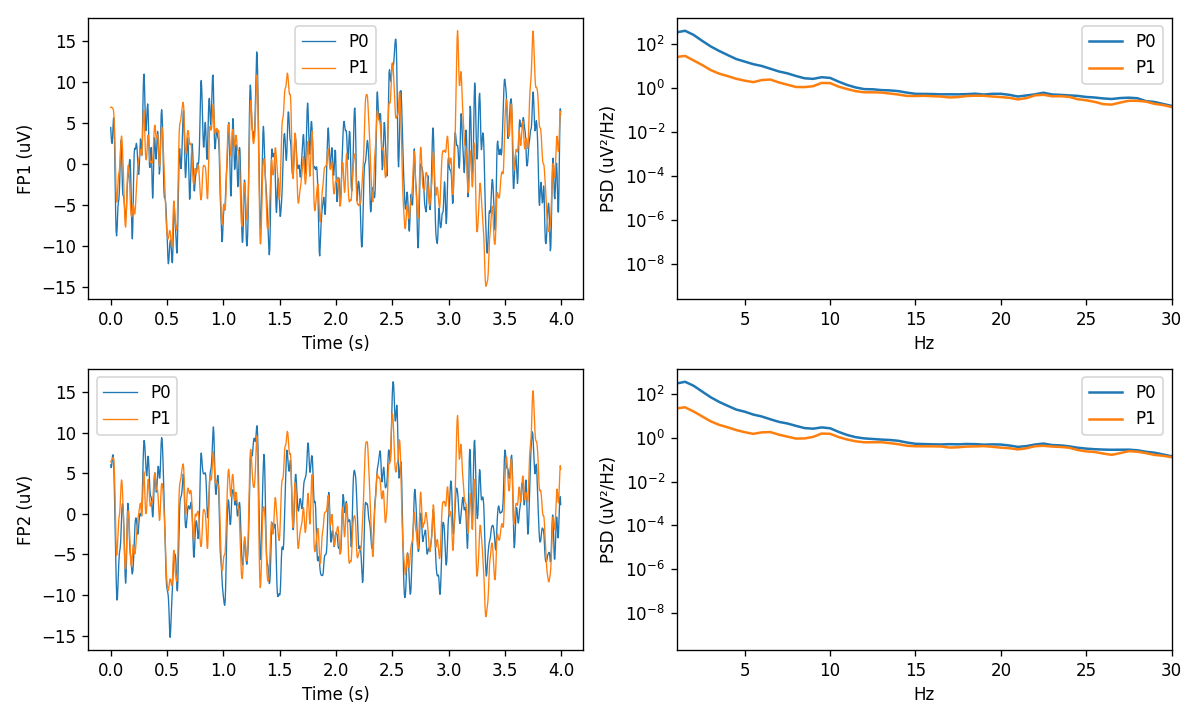 P0
P1
15
10
5
0
−5
−10
−15
FP1 (uV)
0.0 0.5 1.0 1.5 2.0 2.5 3.0 3.5 4.0
Time (s)
P0
P1
10²
10⁰
10⁻²
10⁻⁴
10⁻⁶
10⁻⁸
PSD (uV²/Hz)
5 10 15 20 25 30
Hz
P0
P1
15
10
5
0
−5
−10
−15
FP2 (uV)
0.0 0.5 1.0 1.5 2.0 2.5 3.0 3.5 4.0
Time (s)
P0
P1
10²
10⁰
10⁻²
10⁻⁴
10⁻⁶
10⁻⁸
PSD (uV²/Hz)
5 10 15 20 25 30
Hz